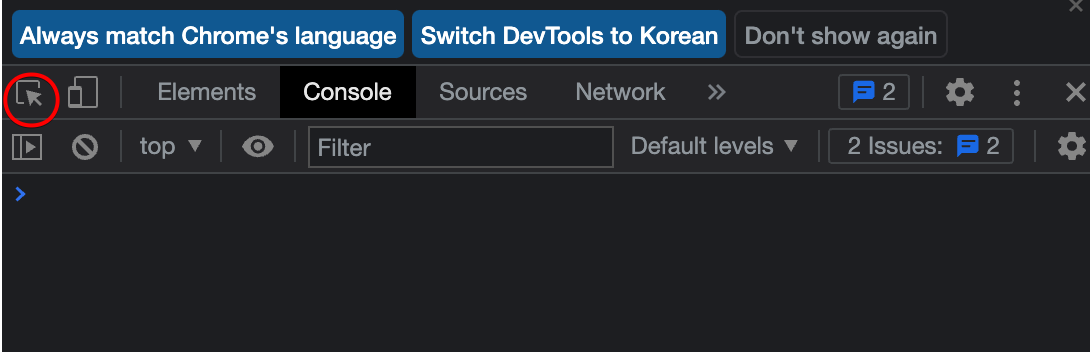 Always match Chrome's language Switch DevTools to Korean Don't show again
Elements Console Sources Network 2
top Filter Default levels 2 Issues: 2